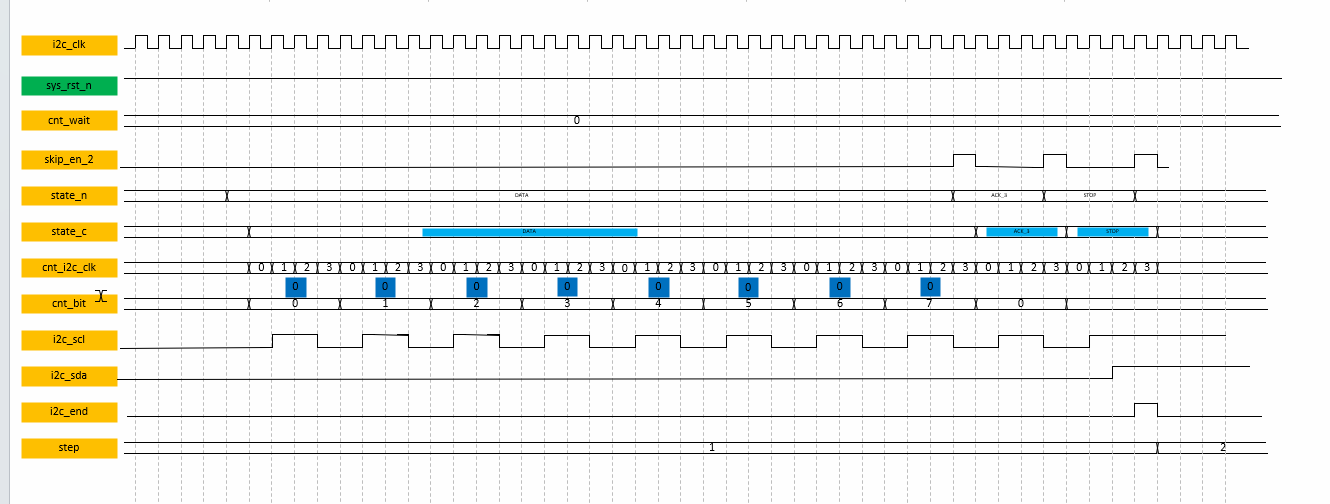 i2c_clk
sys_rst_n
cnt_wait 0
skip_en_2
state_n DATA ACK_3 STOP
state_c DATA ACK_3 STOP
cnt_i2c_clk 0 1 2 3 0 1 2 3 0 1 2 3 0 1 2 3 0 1 2 3 0 1 2 3 0 1 2 3 0 1 2 3 0 1 2 3 0 1 2 3
0 0 0 0 0 0 0 0
cnt_bit 0 1 2 3 4 5 6 7 0
i2c_scl
i2c_sda
i2c_end
step 1 2